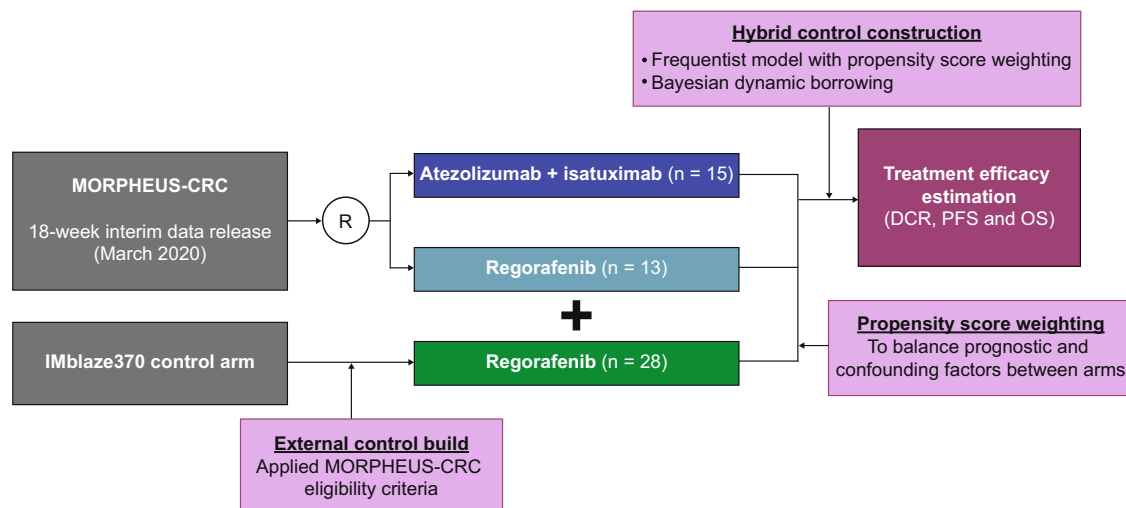 Hybrid control construction
• Frequentist model with propensity score weighting
• Bayesian dynamic borrowing
MORPHEUS-CRC
18-week interim data release
(March 2020)
R
Atezolizumab + isatuximab (n = 15)
Treatment efficacy
estimation
(DCR, PFS and OS)
Regorafenib (n = 13)
+
IMblaze370 control arm
Regorafenib (n = 28)
Propensity score weighting
To balance prognostic and
confounding factors between arms
External control build
Applied MORPHEUS-CRC
eligibility criteria